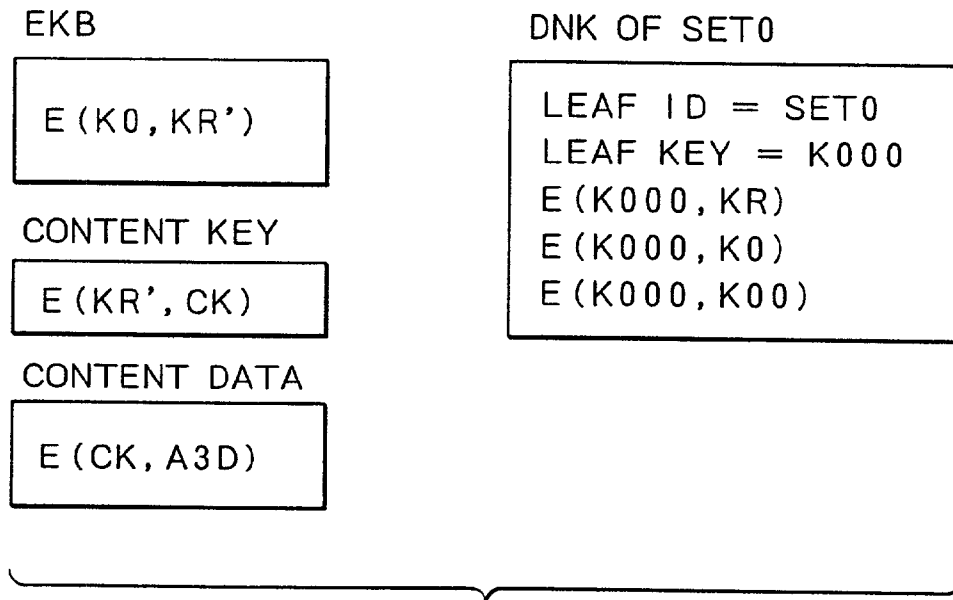 EKB
E(K0,KR')
CONTENT KEY
E(KR',CK)
CONTENT DATA
E(CK,A3D)
DNK OF SET0
LEAF ID = SET0
LEAF KEY = K000
E(K000,KR)
E(K000,K0)
E(K000,K00)